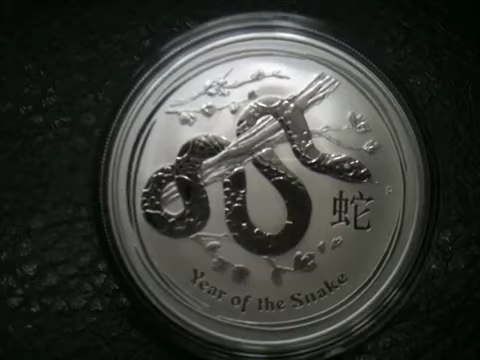 蛇
Year of the Snake